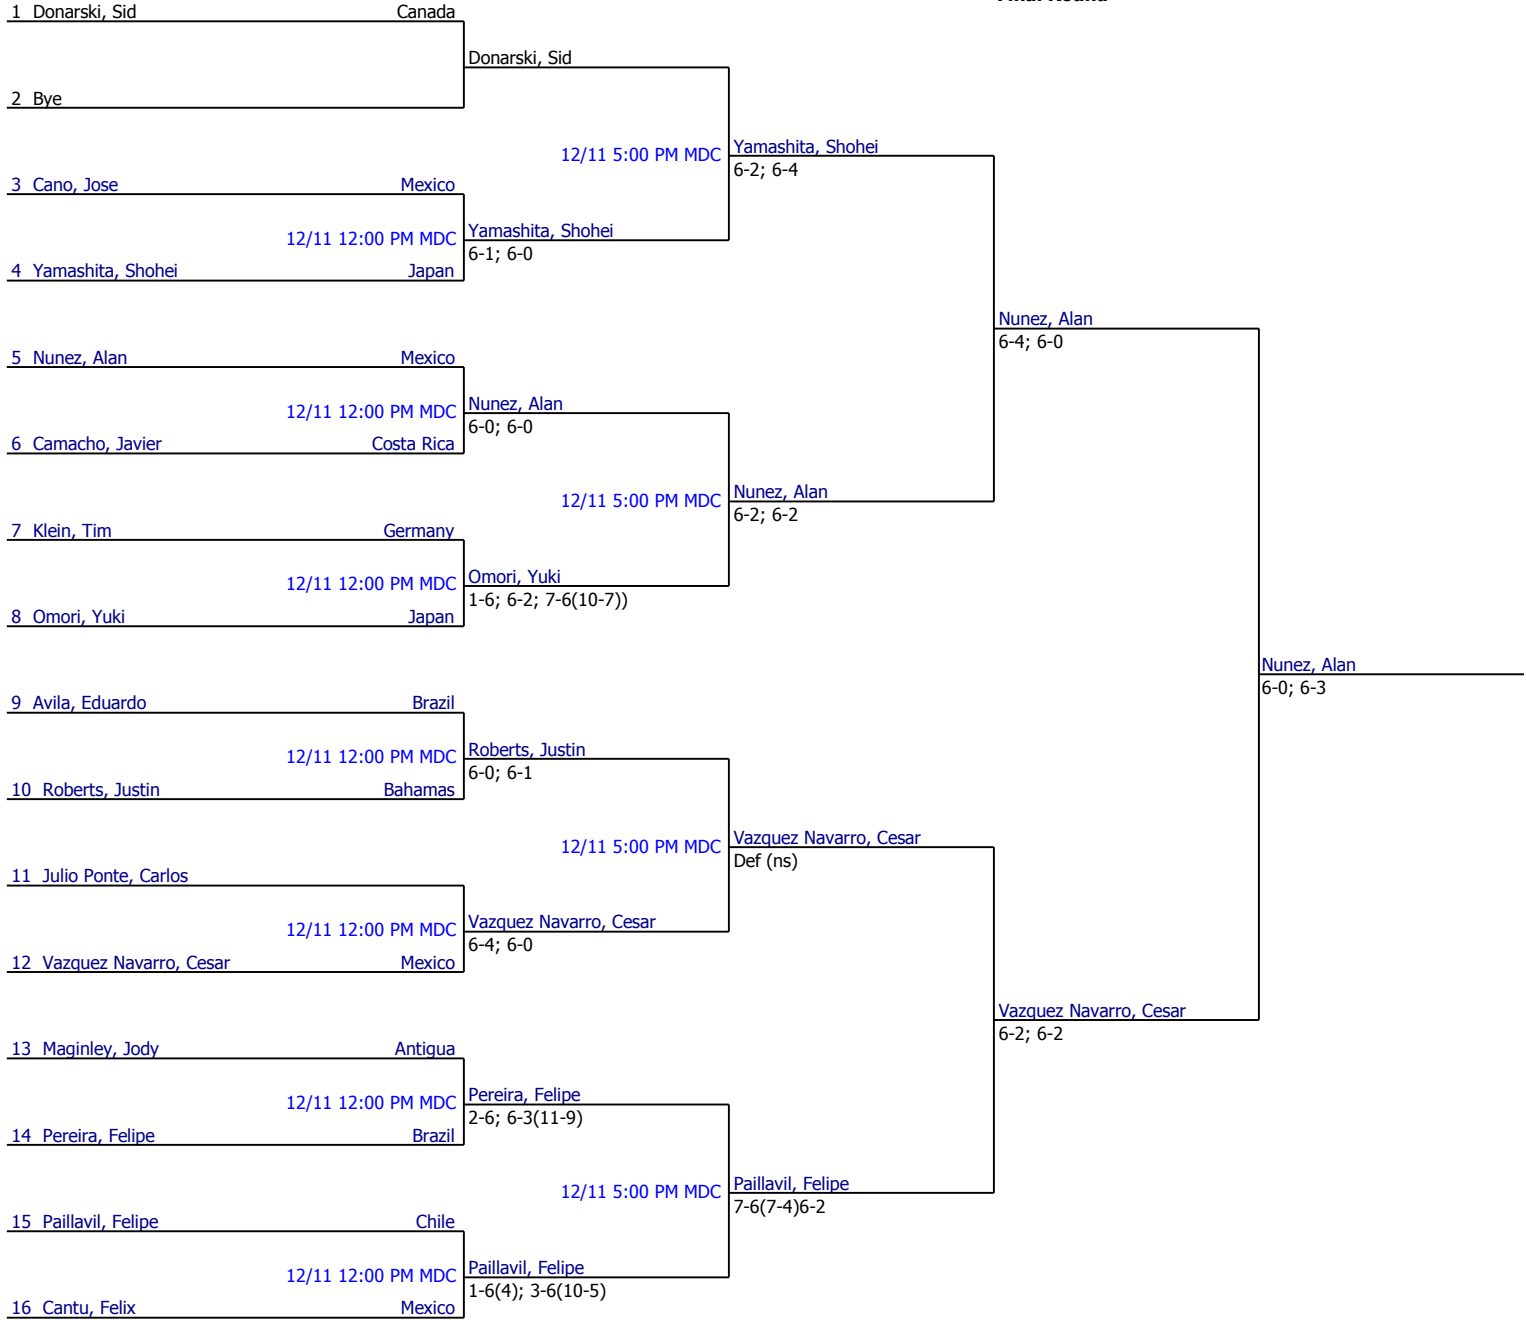 1 Donarski, Sid Canada
Donarski, Sid
2 Bye
12/11 5:00 PM MDC Yamashita, Shohei
6-2; 6-4
3 Cano, Jose Mexico
12/11 12:00 PM MDC Yamashita, Shohei
6-1; 6-0
4 Yamashita, Shohei Japan
Nunez, Alan
6-4; 6-0
5 Nunez, Alan Mexico
12/11 12:00 PM MDC Nunez, Alan
6-0; 6-0
6 Camacho, Javier Costa Rica
12/11 5:00 PM MDC Nunez, Alan
6-2; 6-2
7 Klein, Tim Germany
12/11 12:00 PM MDC Omori, Yuki
1-6; 6-2; 7-6(10-7))
8 Omori, Yuki Japan
Nunez, Alan
6-0; 6-3
9 Avila, Eduardo Brazil
12/11 12:00 PM MDC Roberts, Justin
6-0; 6-1
10 Roberts, Justin Bahamas
12/11 5:00 PM MDC Vazquez Navarro, Cesar
Def (ns)
11 Julio Ponte, Carlos
12/11 12:00 PM MDC Vazquez Navarro, Cesar
6-4; 6-0
12 Vazquez Navarro, Cesar Mexico
Vazquez Navarro, Cesar
6-2; 6-2
13 Maginley, Jody Antigua
12/11 12:00 PM MDC Pereira, Felipe
2-6; 6-3(11-9)
14 Pereira, Felipe Brazil
12/11 5:00 PM MDC Paillavil, Felipe
7-6(7-4)6-2
15 Paillavil, Felipe Chile
12/11 12:00 PM MDC Paillavil, Felipe
1-6(4); 3-6(10-5)
16 Cantu, Felix Mexico